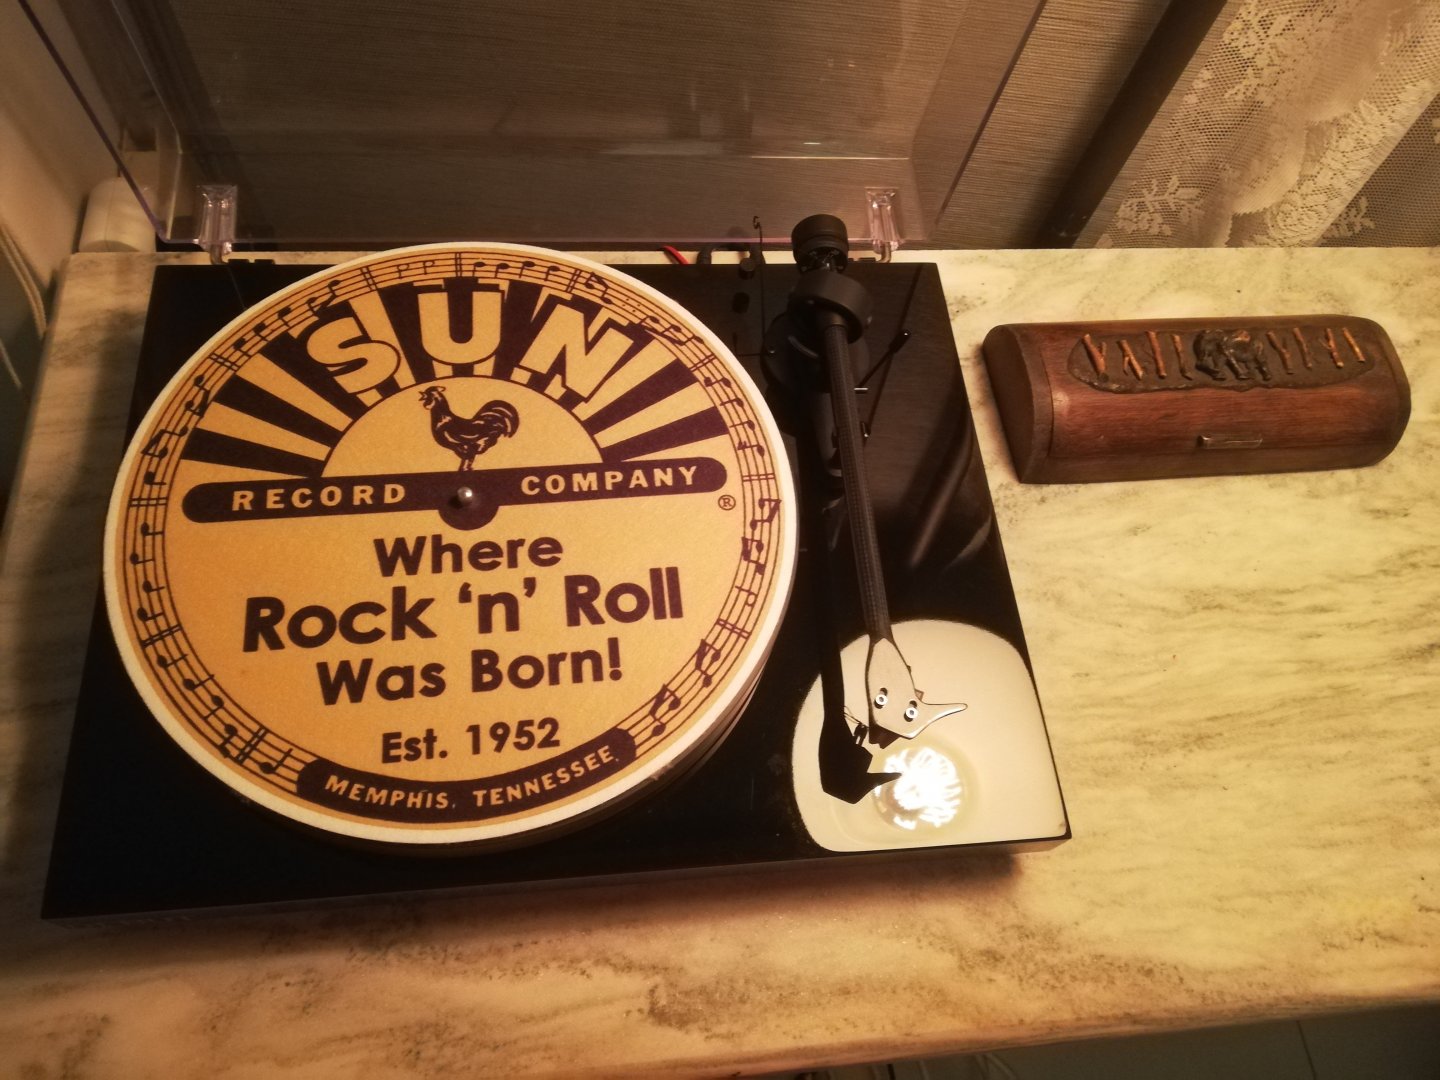 SUN
RECORD COMPANY
®
Where
Rock ‘n’ Roll
Was Born!
Est. 1952
MEMPHIS, TENNESSEE.